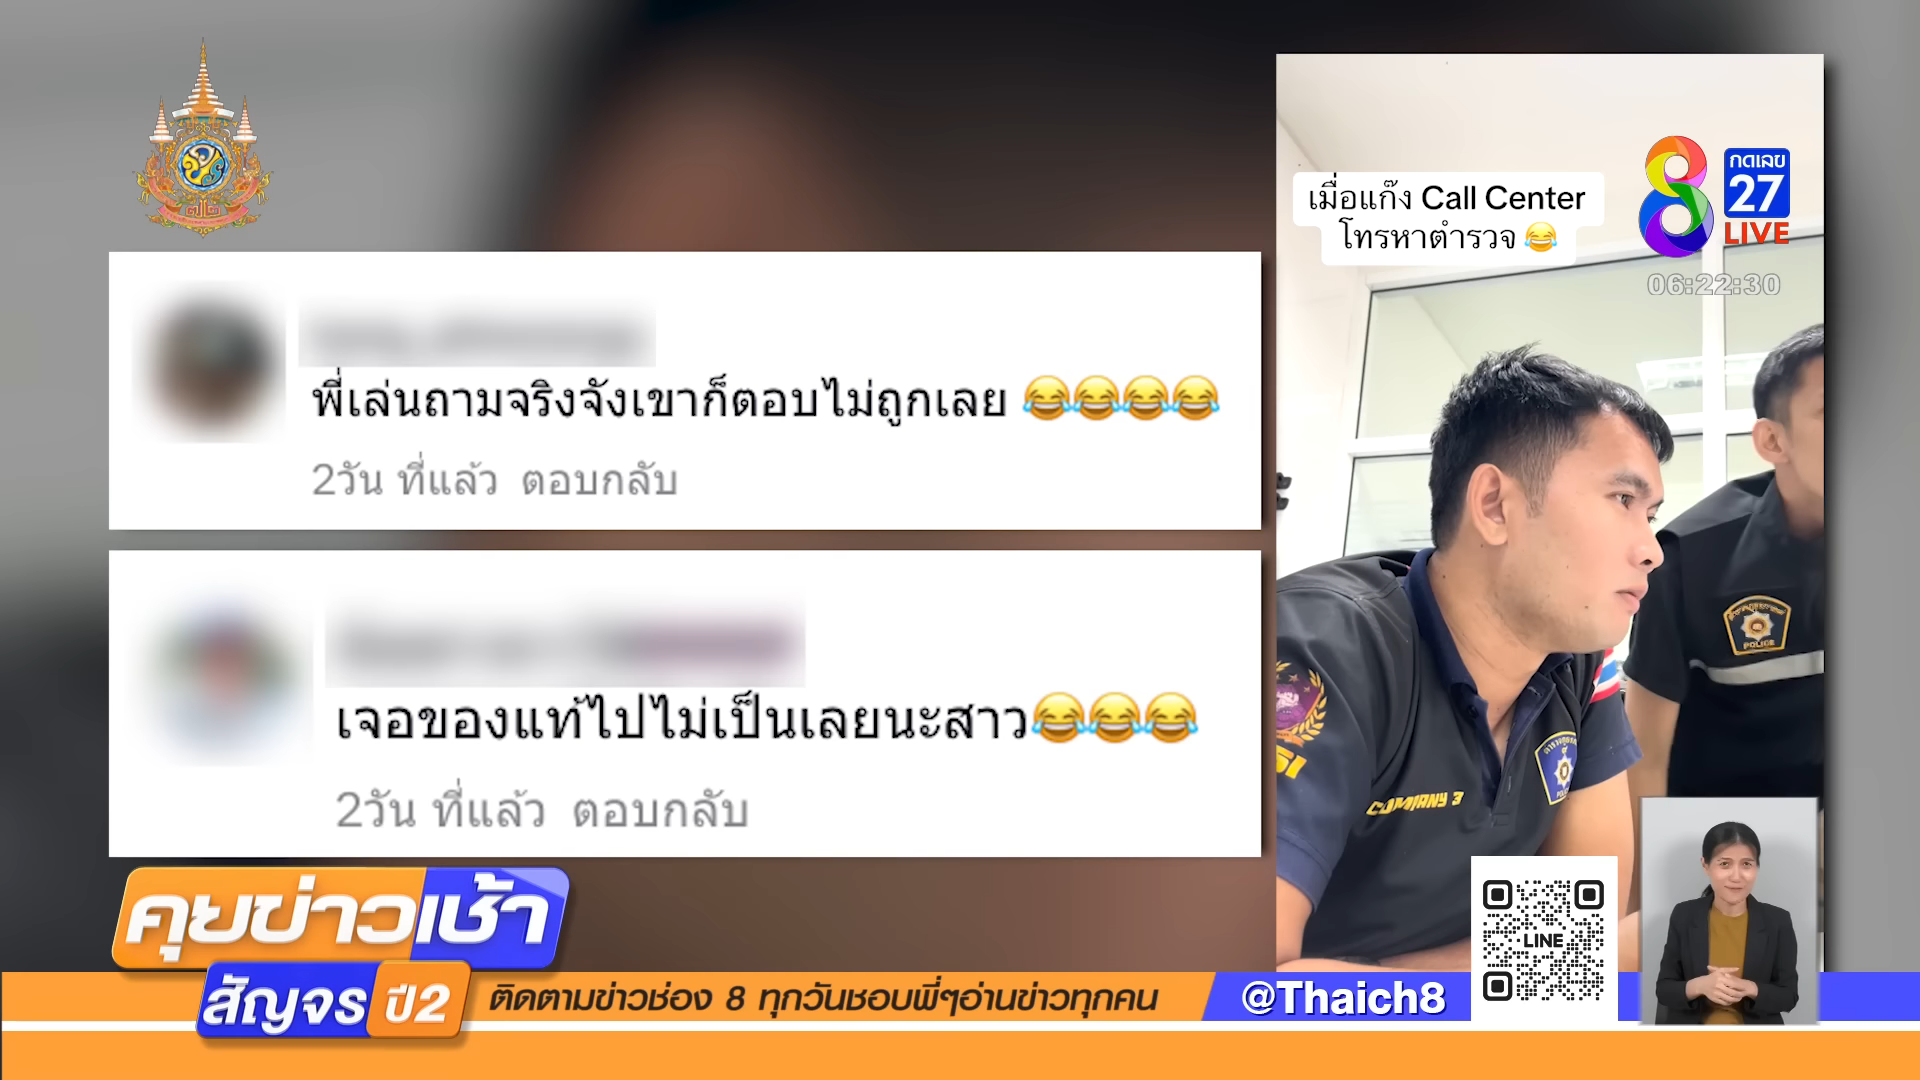 เมื่อแก๊ง Call Center
โทรหาตำรวจ 😂
8
กดเลข
27
LIVE
06:22:30
พี่เล่นถามจริงจังเขาก็ตอบไม่ถูกเลย 😂😂😂😂
2วัน ที่แล้ว ตอบกลับ
เจอของแท้ไปไม่เป็นเลยนะสาว😂😂😂
2วัน ที่แล้ว ตอบกลับ
POLICE
COMPANY 3
คุยข่าวเช้า
สัญจร ปี2
ติดตามข่าวช่อง 8 ทุกวันชอบพี่ๆอ่านข่าวทุกคน
@Thaich8
LINE